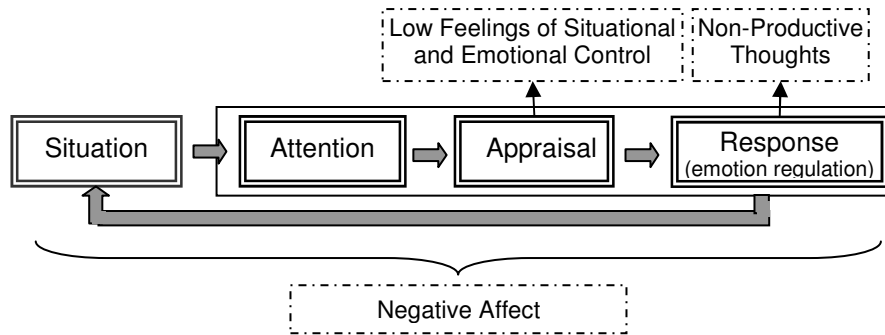 Low Feelings of Situational
and Emotional Control
Non-Productive
Thoughts
Situation
Attention
Appraisal
Response
(emotion regulation)
Negative Affect